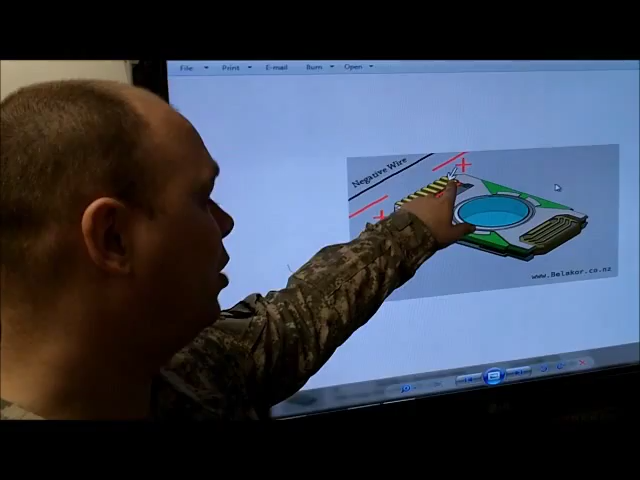 File Print E-mail Burn Open
Negative Wire
+
+
www.Belakor.co.nz